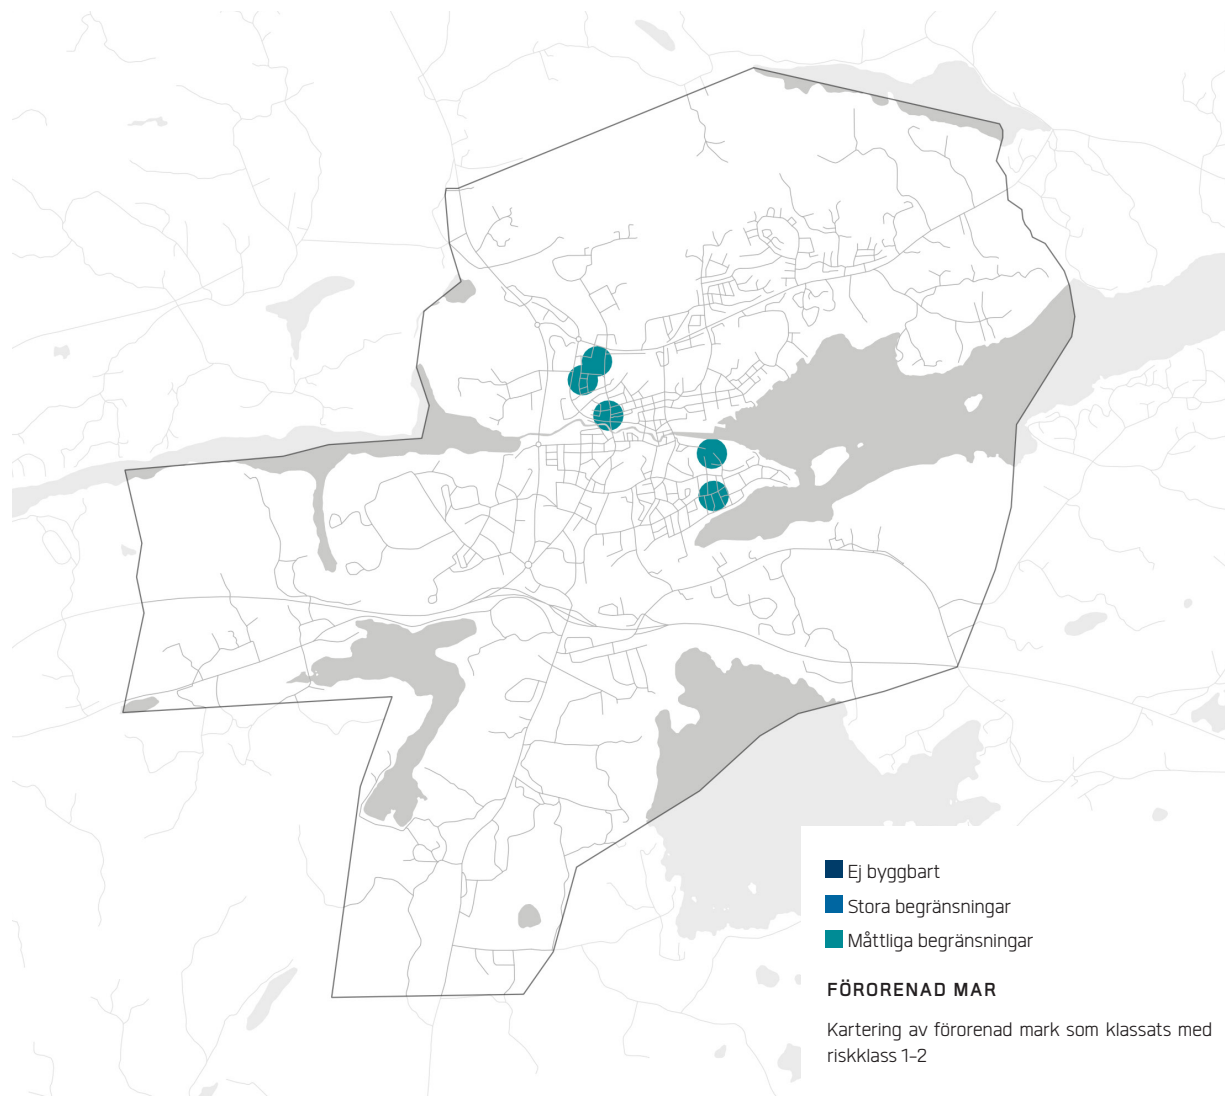 Ej byggbart
Stora begränsningar
Måttliga begränsningar
FÖRORENAD MAR
Kartering av förorenad mark som klassats med
riskklass 1-2